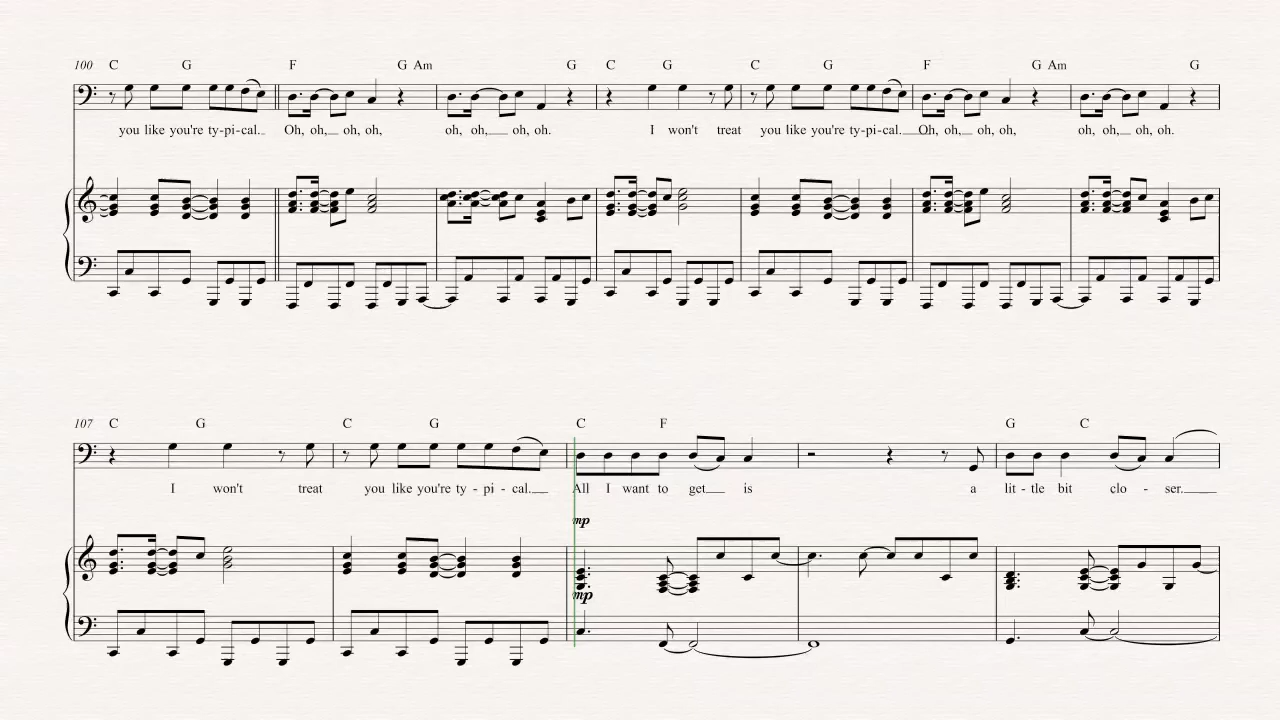 100 C G F G Am G C G C G F G Am G
you like you're ty-pi-cal. Oh, oh, oh, oh, oh, oh, oh, oh. I won't treat you like you're ty-pi-cal. Oh, oh, oh, oh, oh, oh, oh, oh.
107 C G C G C F G C
I won't treat you like you're ty - pi - cal. All I want to get is a lit - tle bit clo - ser.
mp
mp